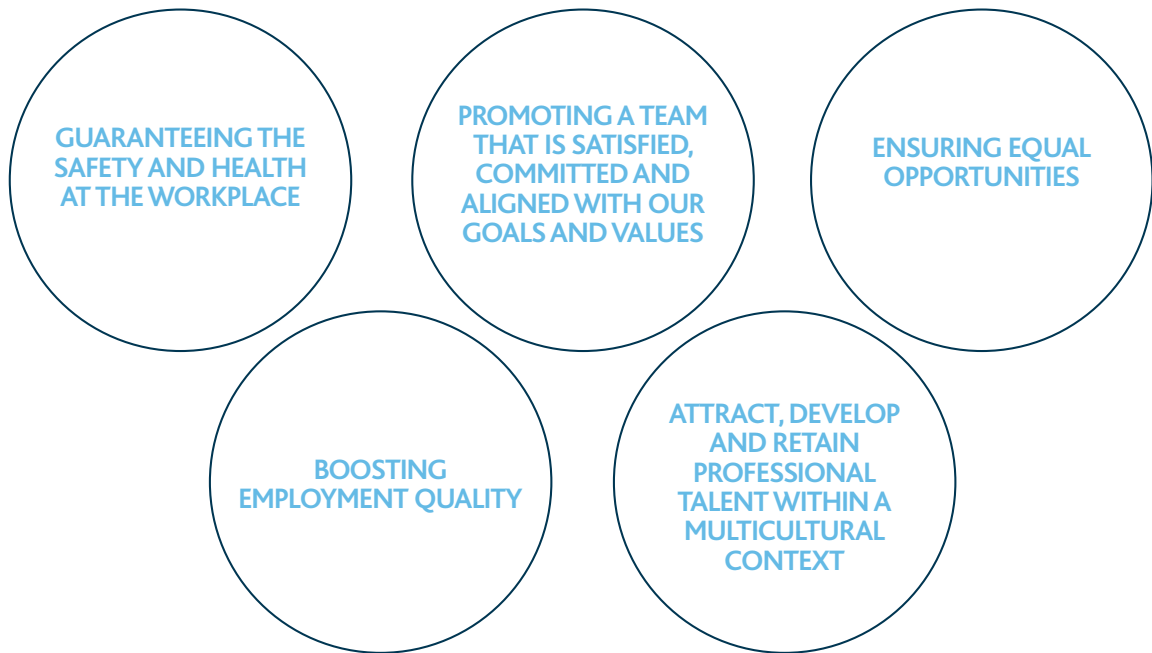 GUARANTEEING THE
SAFETY AND HEALTH
AT THE WORKPLACE
PROMOTING A TEAM
THAT IS SATISFIED,
COMMITTED AND
ALIGNED WITH OUR
GOALS AND VALUES
ENSURING EQUAL
OPPORTUNITIES
BOOSTING
EMPLOYMENT QUALITY
ATTRACT, DEVELOP
AND RETAIN
PROFESSIONAL
TALENT WITHIN A
MULTICULTURAL
CONTEXT